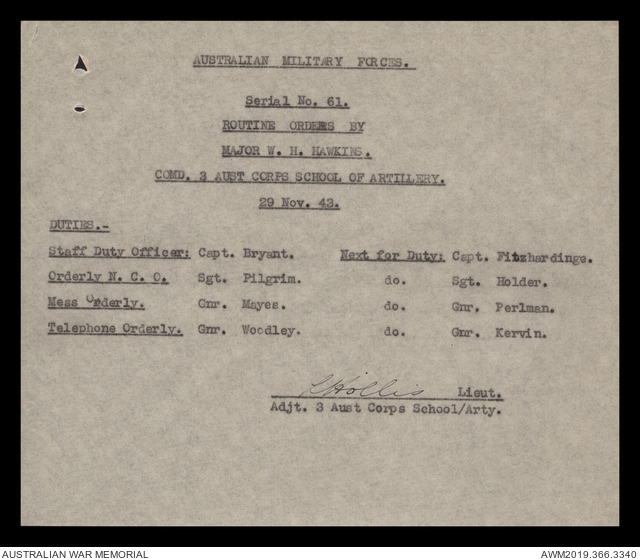 AUSTRALIAN MILITARY FORCES.
Serial No. 61.
ROUTINE ORDERS BY
MAJOR W. H. HAWKINS.
COMD. 3 AUST CORPS SCHOOL OF ARTILLERY.
29 Nov. 43.
DUTIES.-
Staff Duty Officer: Capt. Bryant. Next for Duty: Capt. Fitzhardinge.
Orderly N. C. O. Sgt. Pilgrim. do. Sgt. Holder.
Mess Orderly. Gnr. Mayes. do. Gnr. Perlman.
Telephone Orderly. Gnr. Woodley. do. Gnr. Kervin.
Hollis Lieut.
Adjt. 3 Aust Corps School/Arty.
AUSTRALIAN WAR MEMORIAL AWM2019.366.3340